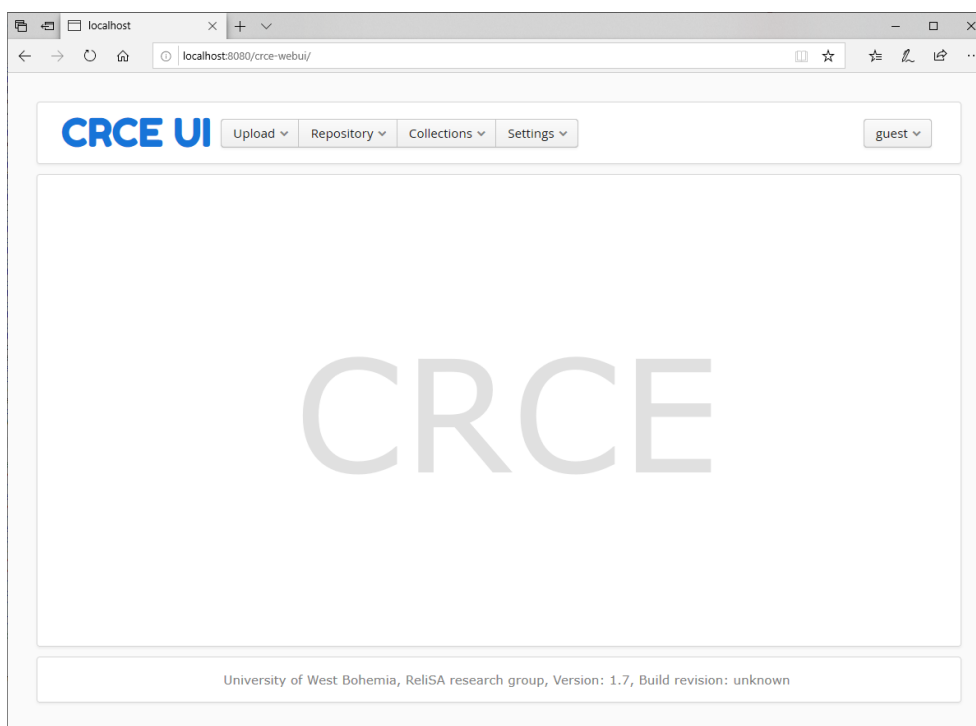 localhost
localhost:8080/crce-webui/
CRCE UI Upload Repository Collections Settings guest
CRCE
University of West Bohemia, ReliSA research group, Version: 1.7, Build revision: unknown